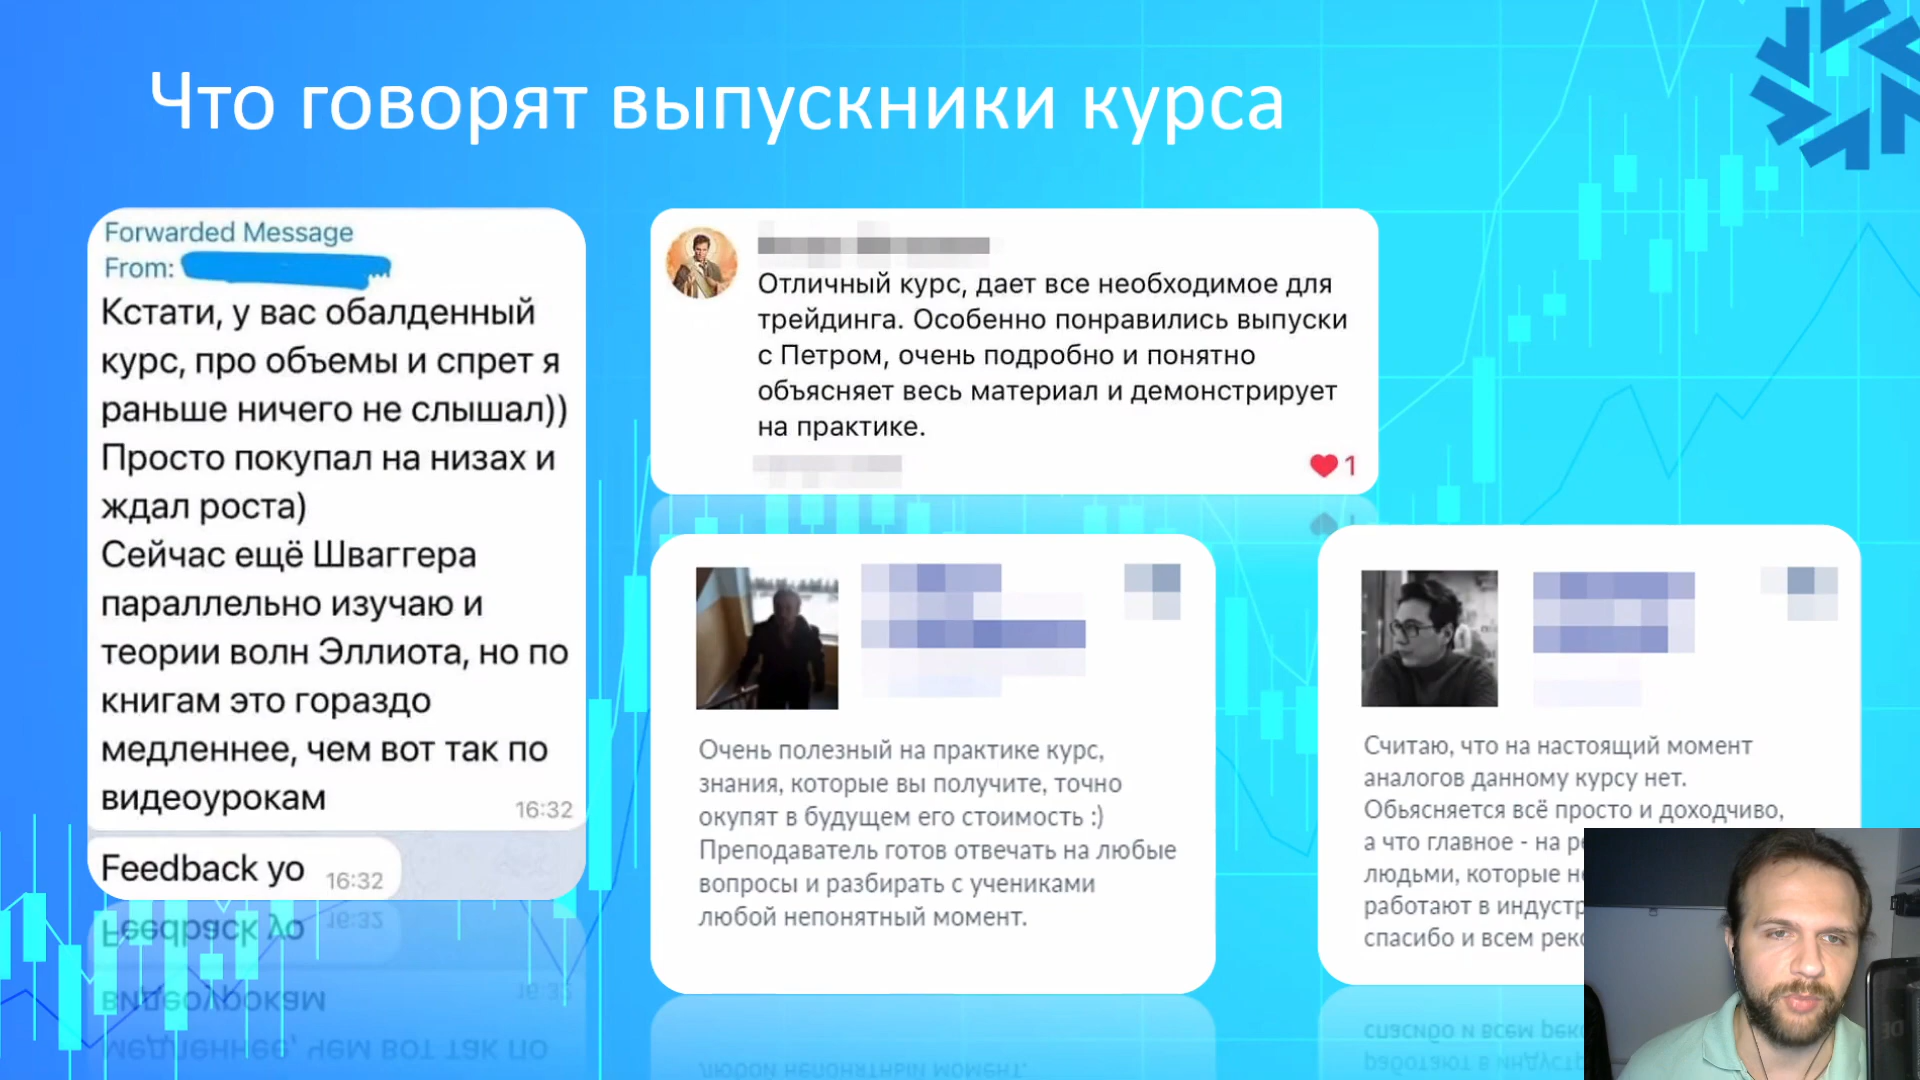 Что говорят выпускники курса
Forwarded Message
From:
Кстати, у вас обалденный
курс, про объемы и спрет я
раньше ничего не слышал))
Просто покупал на низах и
ждал роста)
Сейчас ещё Шваггера
параллельно изучаю и
теории волн Эллиота, но по
книгам это гораздо
медленнее, чем вот так по
видеоурокам
16:32
Feedback yo 16:32
Отличный курс, дает все необходимое для
трейдинга. Особенно понравились выпуски
с Петром, очень подробно и понятно
объясняет весь материал и демонстрирует
на практике.
1
Очень полезный на практике курс,
знания, которые вы получите, точно
окупят в будущем его стоимость :)
Преподаватель готов отвечать на любые
вопросы и разбирать с учениками
любой непонятный момент.
Считаю, что на настоящий момент
аналогов данному курсу нет.
Обьясняется всё просто и доходчиво,
а что главное - на
людьми, которые
работают в
спасибо и всем